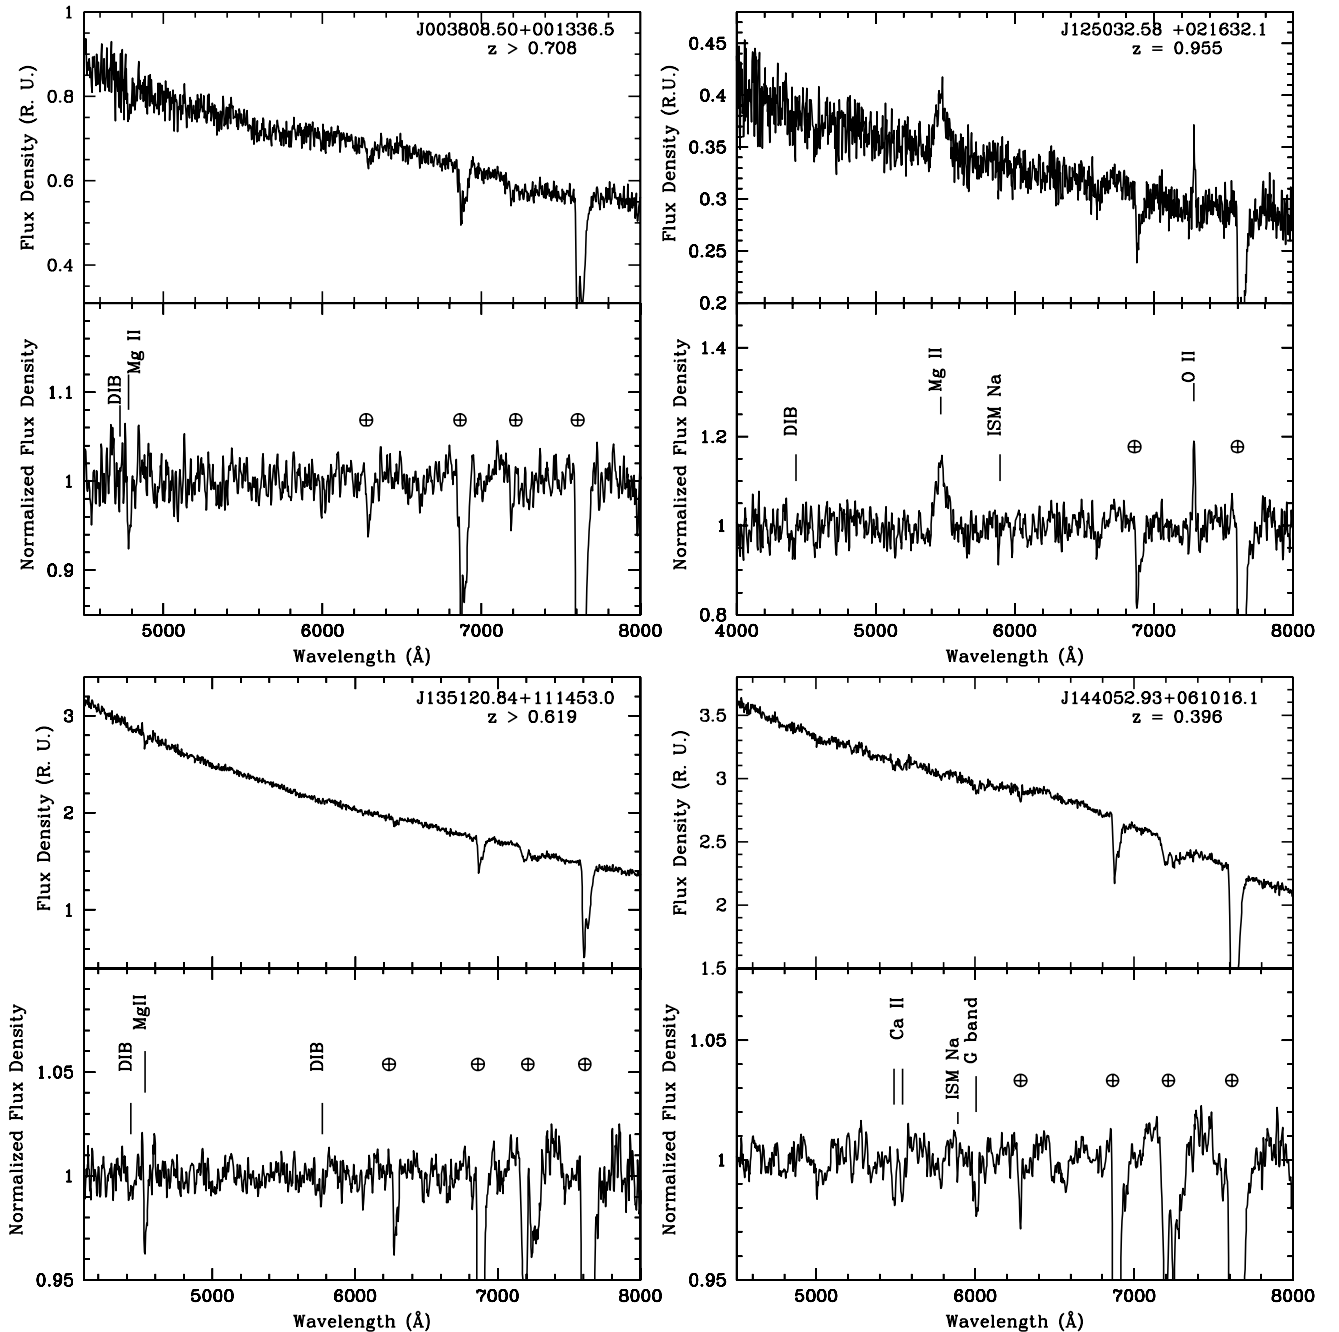 J003808.50+001336.5
z > 0.708
Flux Density (R. U.)
1
0.8
0.6
0.4
DIB
Mg II
⊕ ⊕ ⊕ ⊕
Normalized Flux Density
1.1
1
0.9
5000 6000 7000 8000
Wavelength (Å)
J125032.58 +021632.1
z = 0.955
Flux Density (R.U.)
0.45
0.4
0.35
0.3
0.25
0.2
DIB
Mg II
ISM Na
⊕
O II
⊕
Normalized Flux Density
1.4
1.2
1
0.8
4000 5000 6000 7000 8000
Wavelength (Å)
J135120.84+111453.0
z > 0.619
Flux Density (R. U.)
3
2
1
DIB
MgII
DIB
⊕ ⊕ ⊕ ⊕
Normalized Flux Density
1.05
1
0.95
5000 6000 7000 8000
Wavelength (Å)
J144052.93+061016.1
z = 0.396
Flux Density (R. U.)
3.5
3
2.5
2
1.5
Ca II
ISM Na
G band
⊕ ⊕ ⊕ ⊕
Normalized Flux Density
1.05
1
0.95
5000 6000 7000 8000
Wavelength (Å)